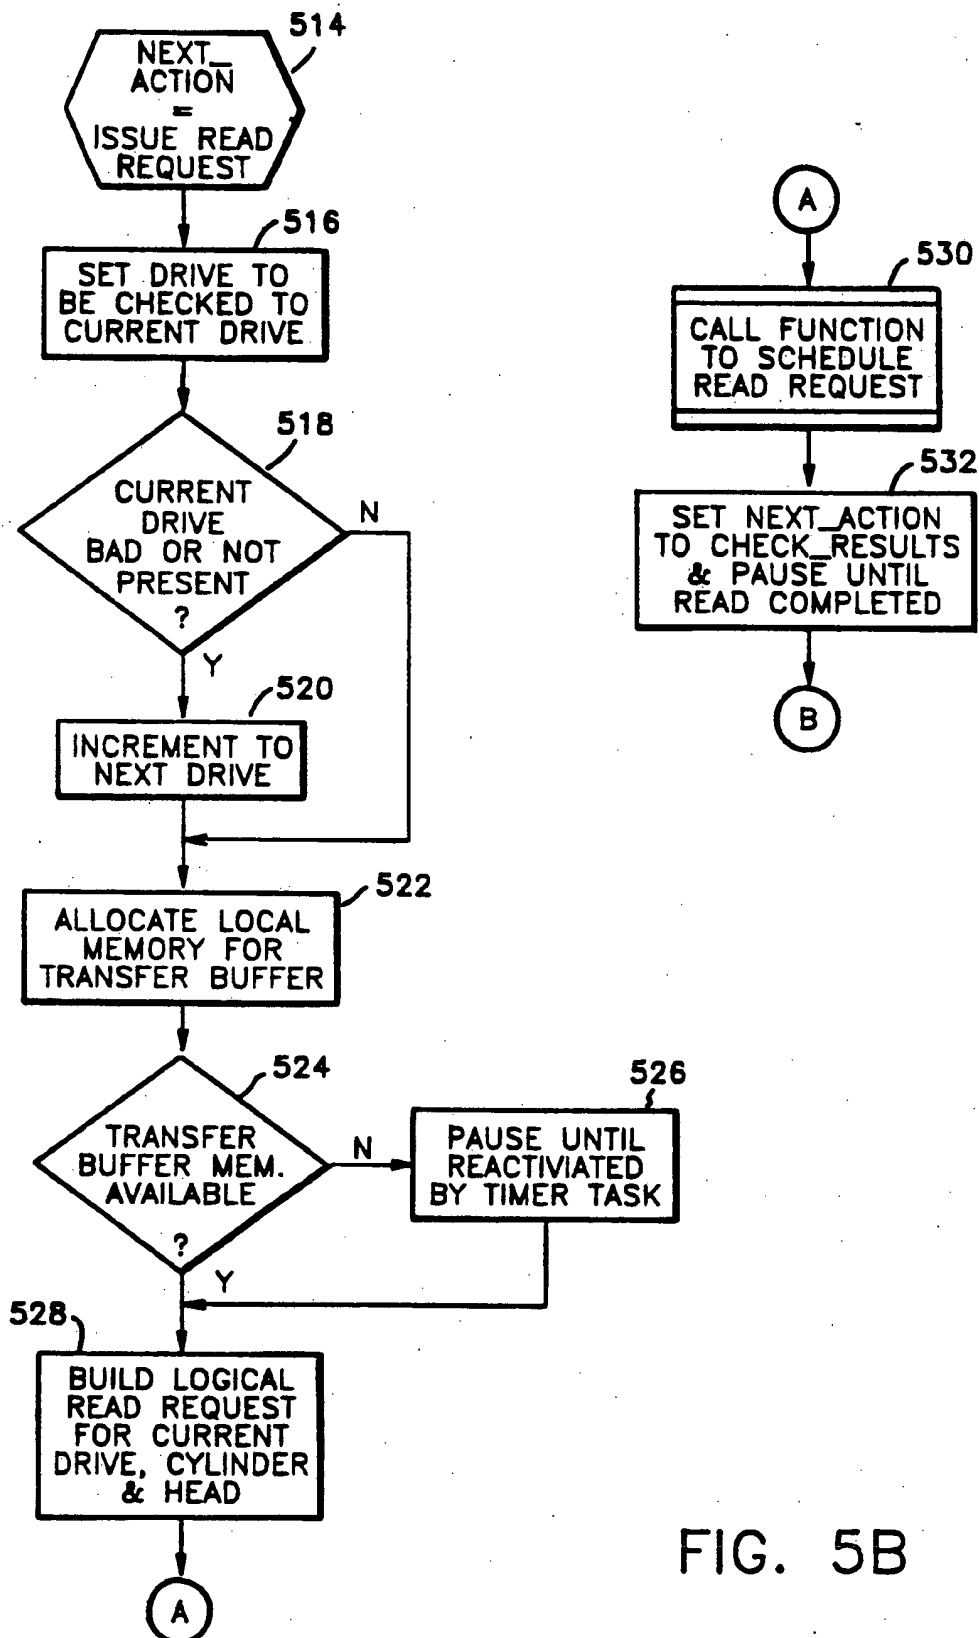 514
NEXT_
ACTION
=
ISSUE READ
REQUEST
516
SET DRIVE TO
BE CHECKED TO
CURRENT DRIVE
518
CURRENT
DRIVE
BAD OR NOT
PRESENT
?
N
Y
520
INCREMENT TO
NEXT DRIVE
522
ALLOCATE LOCAL
MEMORY FOR
TRANSFER BUFFER
524
TRANSFER
BUFFER MEM.
AVAILABLE
?
N
Y
526
PAUSE UNTIL
REACTIVIATED
BY TIMER TASK
528
BUILD LOGICAL
READ REQUEST
FOR CURRENT
DRIVE, CYLINDER
& HEAD
A
A
530
CALL FUNCTION
TO SCHEDULE
READ REQUEST
532
SET NEXT_ACTION
TO CHECK_RESULTS
& PAUSE UNTIL
READ COMPLETED
B
FIG. 5B